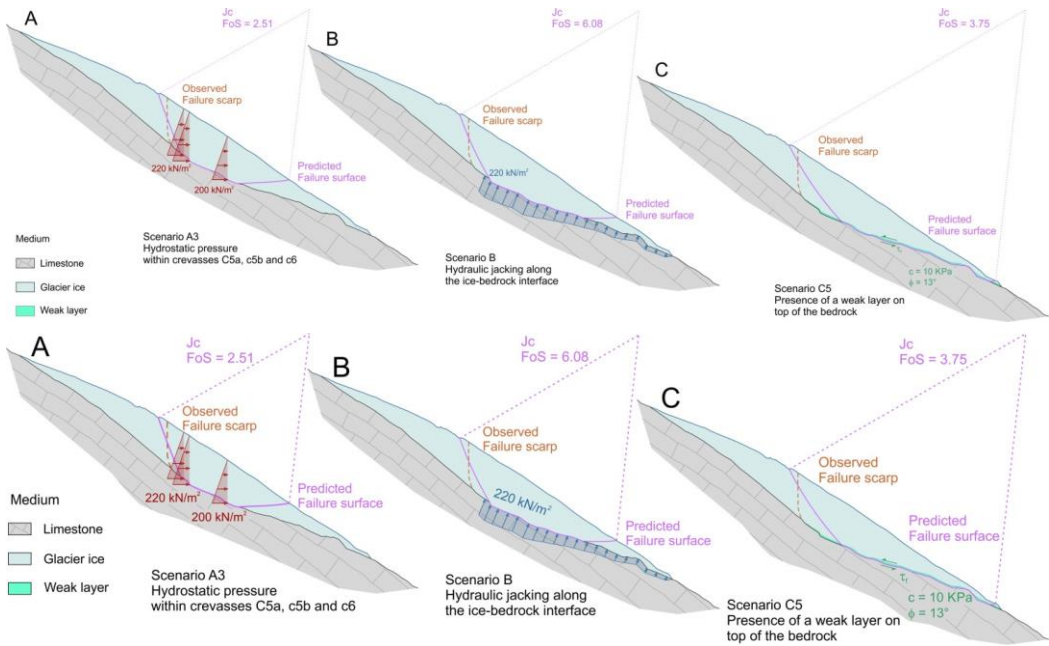 A
Jc
FoS = 2.51
Observed
Failure scarp
220 kN/m²
200 kN/m²
Predicted
Failure surface
Scenario A3
Hydrostatic pressure
within crevasses C5a, c5b and c6
Medium
Limestone
Glacier ice
Weak layer
B
Jc
FoS = 6.08
Observed
Failure scarp
220 kN/m²
Predicted
Failure surface
Scenario B
Hydraulic jacking along
the ice-bedrock interface
C
Jc
FoS = 3.75
Observed
Failure scarp
Predicted
Failure surface
τf
c = 10 KPa
ϕ = 13°
Scenario C5
Presence of a weak layer on
top of the bedrock
A
Jc
FoS = 2.51
Observed
Failure scarp
220 kN/m²
200 kN/m²
Predicted
Failure surface
Scenario A3
Hydrostatic pressure
within crevasses C5a, c5b and c6
Medium
Limestone
Glacier ice
Weak layer
B
Jc
FoS = 6.08
Observed
Failure scarp
220 kN/m²
Predicted
Failure surface
Scenario B
Hydraulic jacking along
the ice-bedrock interface
C
Jc
FoS = 3.75
Observed
Failure scarp
Predicted
Failure surface
τf
c = 10 KPa
ϕ = 13°
Scenario C5
Presence of a weak layer on
top of the bedrock